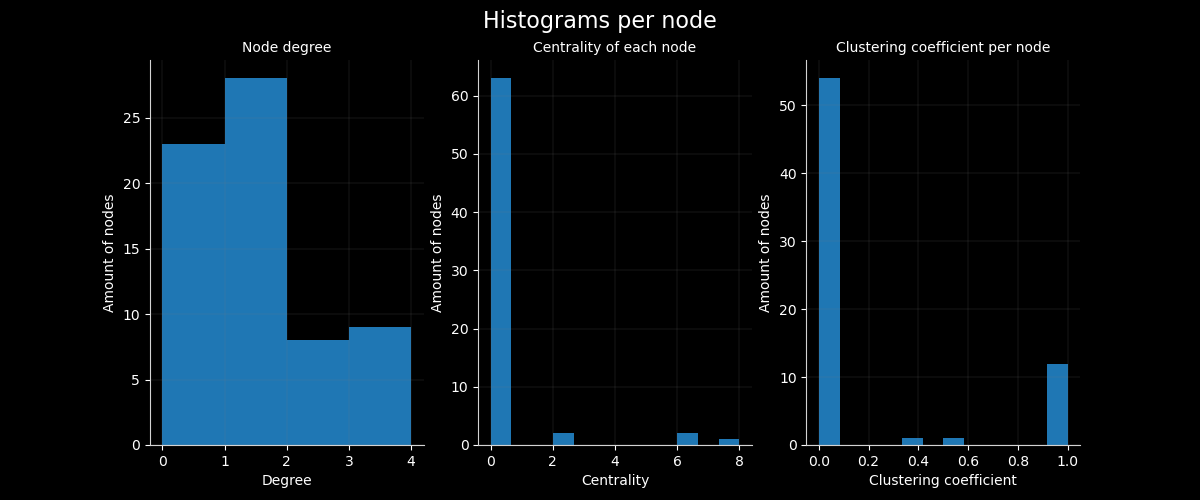 Histograms per node
Node degree
Amount of nodes
25
20
15
10
5
0
0 1 2 3 4
Degree
Centrality of each node
Amount of nodes
60
50
40
30
20
10
0
0 2 4 6 8
Centrality
Clustering coefficient per node
Amount of nodes
50
40
30
20
10
0
0.0 0.2 0.4 0.6 0.8 1.0
Clustering coefficient